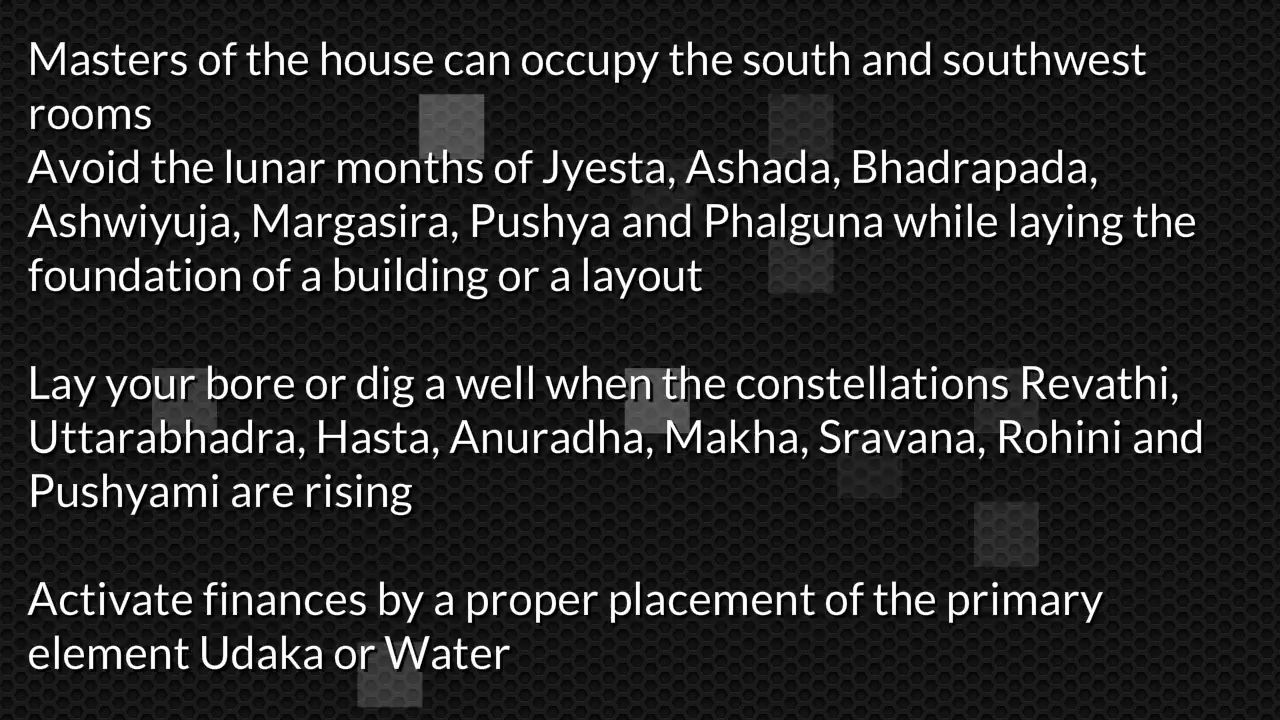 Masters of the house can occupy the south and southwest
rooms
Avoid the lunar months of Jyesta, Ashada, Bhadrapada,
Ashwiyuja, Margasira, Pushya and Phalguna while laying the
foundation of a building or a layout
Lay your bore or dig a well when the constellations Revathi,
Uttarabhadra, Hasta, Anuradha, Makha, Sravana, Rohini and
Pushyami are rising
Activate finances by a proper placement of the primary
element Udaka or Water